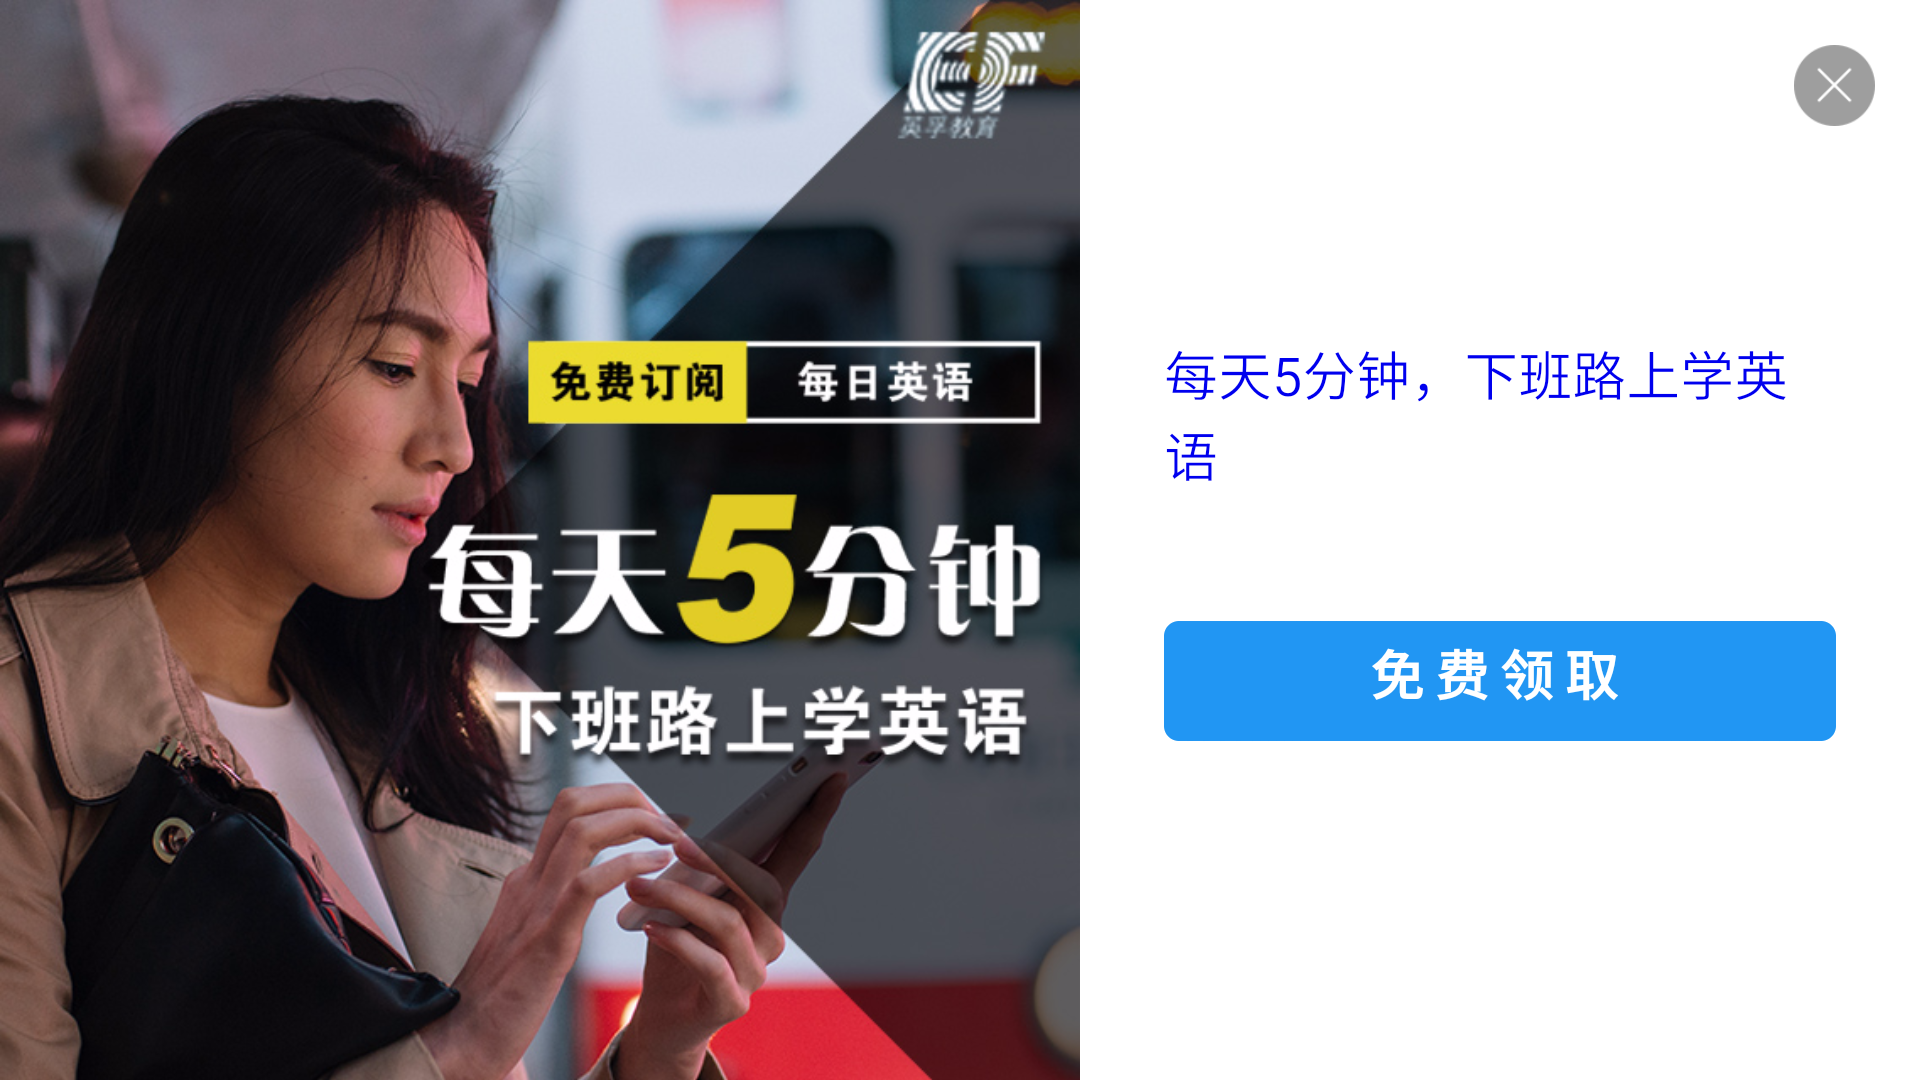 EF
英孚教育
免费订阅 每日英语
每天5分钟
下班路上学英语
每天5分钟，下班路上学英
语
免费领取